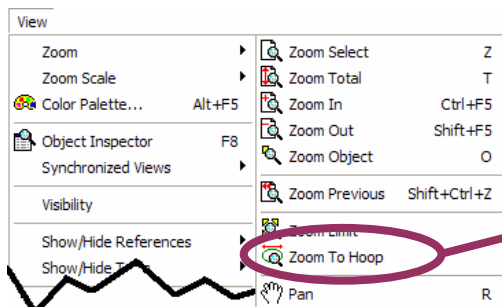 View
Zoom
Zoom Scale
Color Palette... Alt+F5
Object Inspector F8
Synchronized Views
Visibility
Show/Hide References
Show/Hide
Zoom Select Z
Zoom Total T
Zoom In Ctrl+F5
Zoom Out Shift+F5
Zoom Object O
Zoom Previous Shift+Ctrl+Z
Zoom Limit
Zoom To Hoop
Pan R